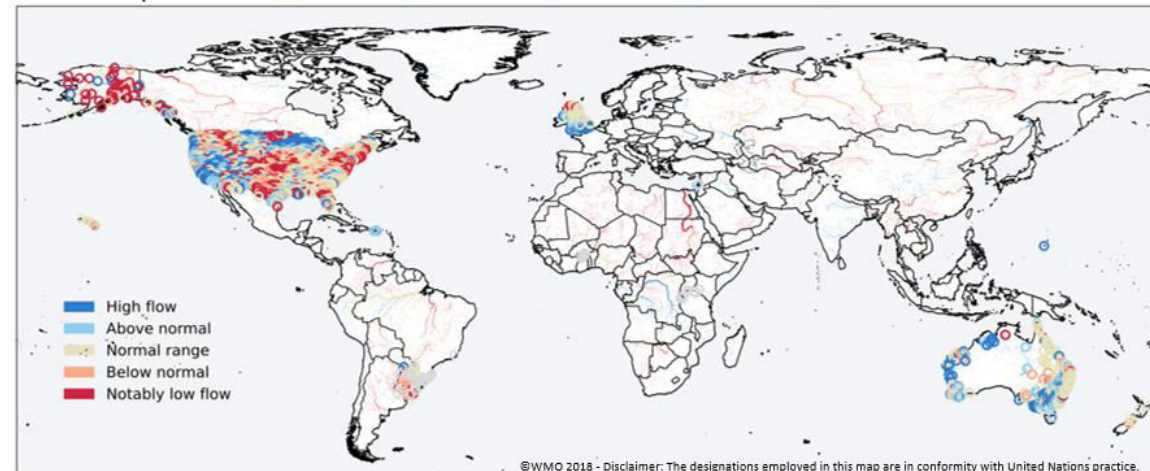 High flow
Above normal
Normal range
Below normal
Notably low flow
©WMO 2018 - Disclaimer: The designations employed in this map are in conformity with United Nations practice.